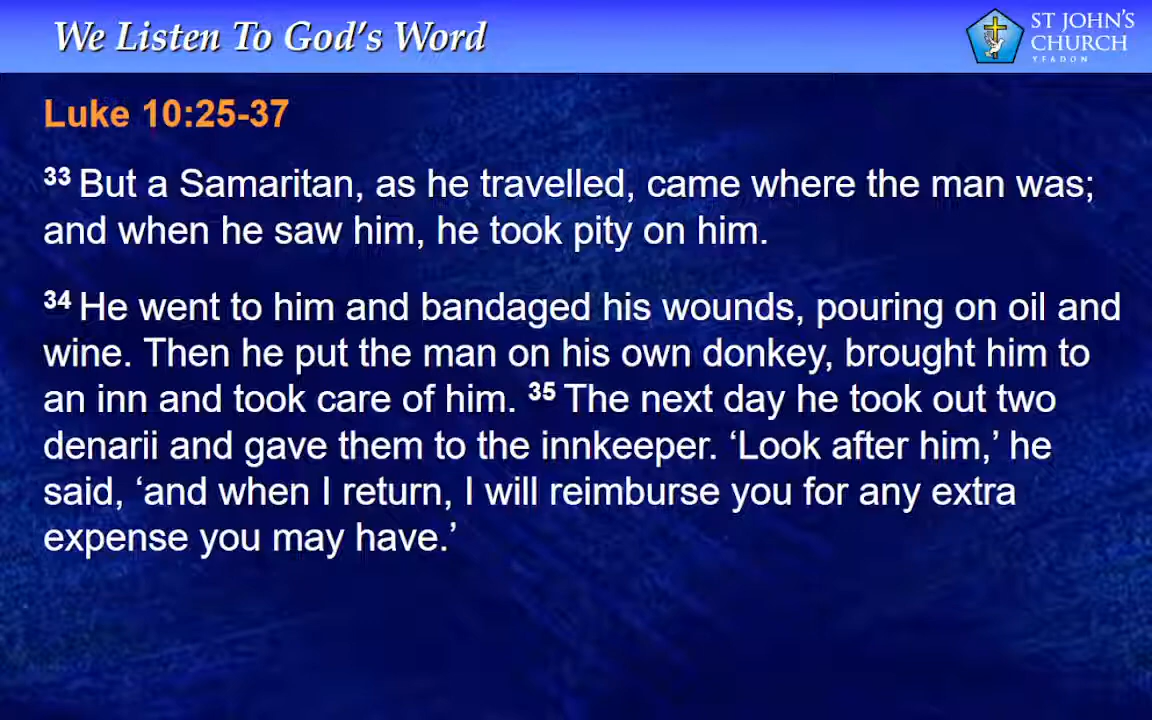 We Listen To God's Word
ST JOHN'S
CHURCH
YEADON
Luke 10:25-37
33 But a Samaritan, as he travelled, came where the man was;
and when he saw him, he took pity on him.
34 He went to him and bandaged his wounds, pouring on oil and
wine. Then he put the man on his own donkey, brought him to
an inn and took care of him. 35 The next day he took out two
denarii and gave them to the innkeeper. ‘Look after him,’ he
said, ‘and when I return, I will reimburse you for any extra
expense you may have.’